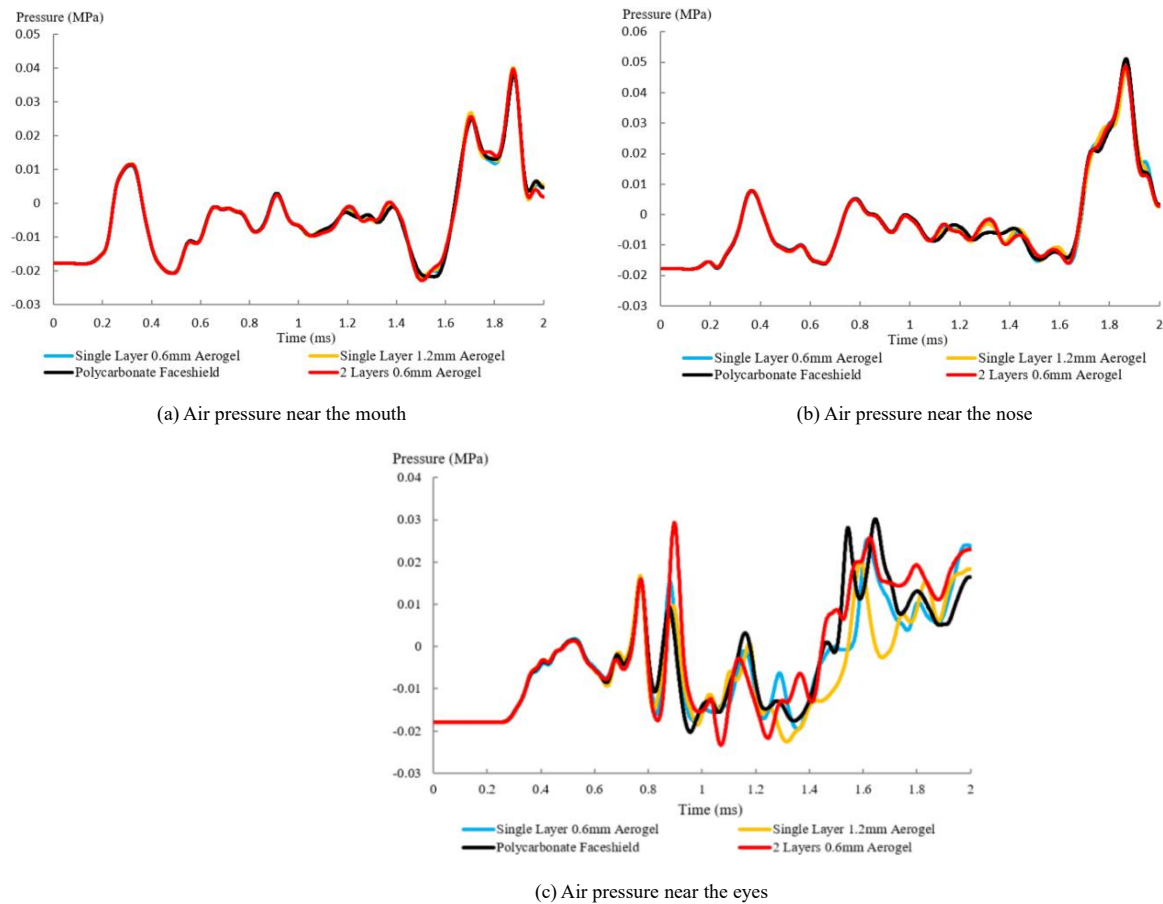 Pressure (MPa)
0.05
0.04
0.03
0.02
0.01
0
-0.01
-0.02
-0.03
0 0.2 0.4 0.6 0.8 1 1.2 1.4 1.6 1.8 2
Time (ms)
Single Layer 0.6mm Aerogel Single Layer 1.2mm Aerogel
Polycarbonate Faceshield 2 Layers 0.6mm Aerogel
(a) Air pressure near the mouth
Pressure (MPa)
0.06
0.05
0.04
0.03
0.02
0.01
0
-0.01
-0.02
-0.03
0 0.2 0.4 0.6 0.8 1 1.2 1.4 1.6 1.8 2
Time (ms)
Single Layer 0.6mm Aerogel Single Layer 1.2mm Aerogel
Polycarbonate Faceshield 2 Layers 0.6mm Aerogel
(b) Air pressure near the nose
Pressure (MPa)
0.04
0.03
0.02
0.01
0
-0.01
-0.02
-0.03
0 0.2 0.4 0.6 0.8 1 1.2 1.4 1.6 1.8 2
Time (ms)
Single Layer 0.6mm Aerogel Single Layer 1.2mm Aerogel
Polycarbonate Faceshield 2 Layers 0.6mm Aerogel
(c) Air pressure near the eyes